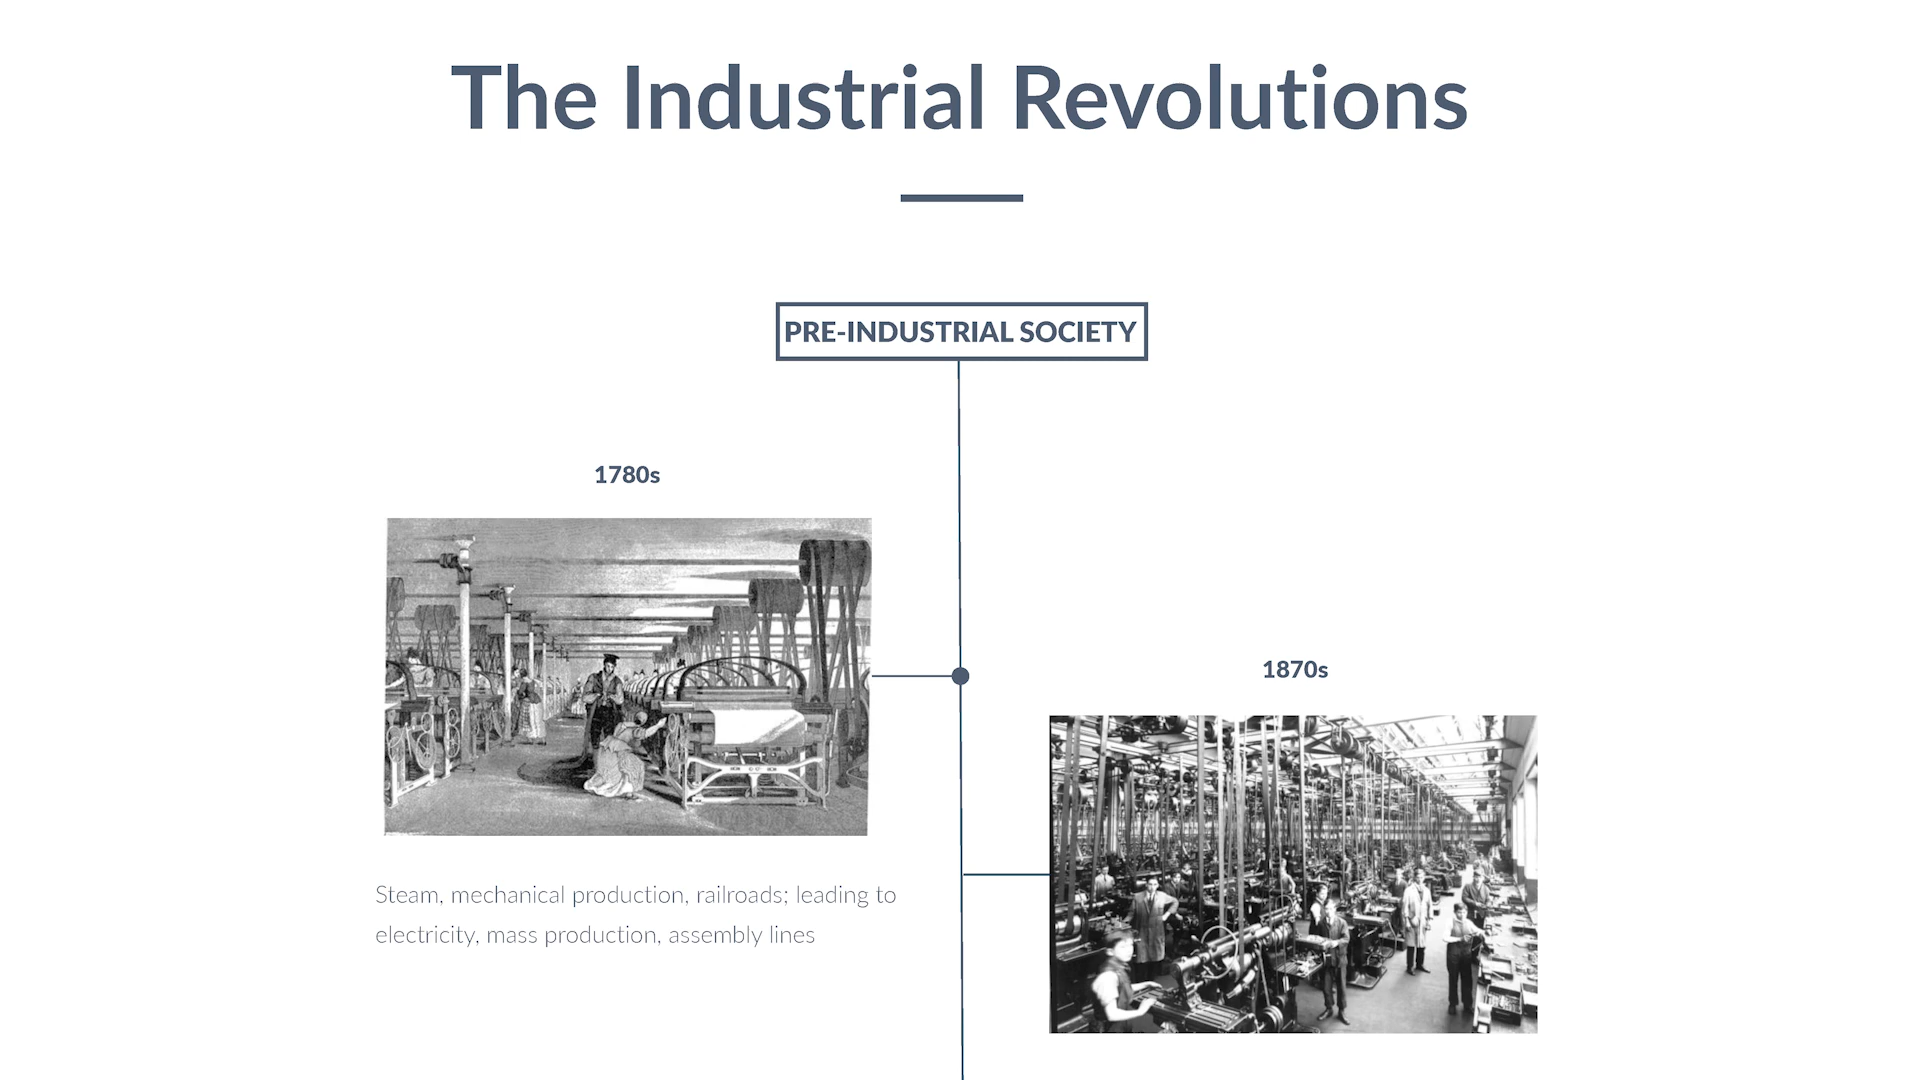 The Industrial Revolutions
PRE-INDUSTRIAL SOCIETY
1780s
Steam, mechanical production, railroads; leading to
electricity, mass production, assembly lines
1870s